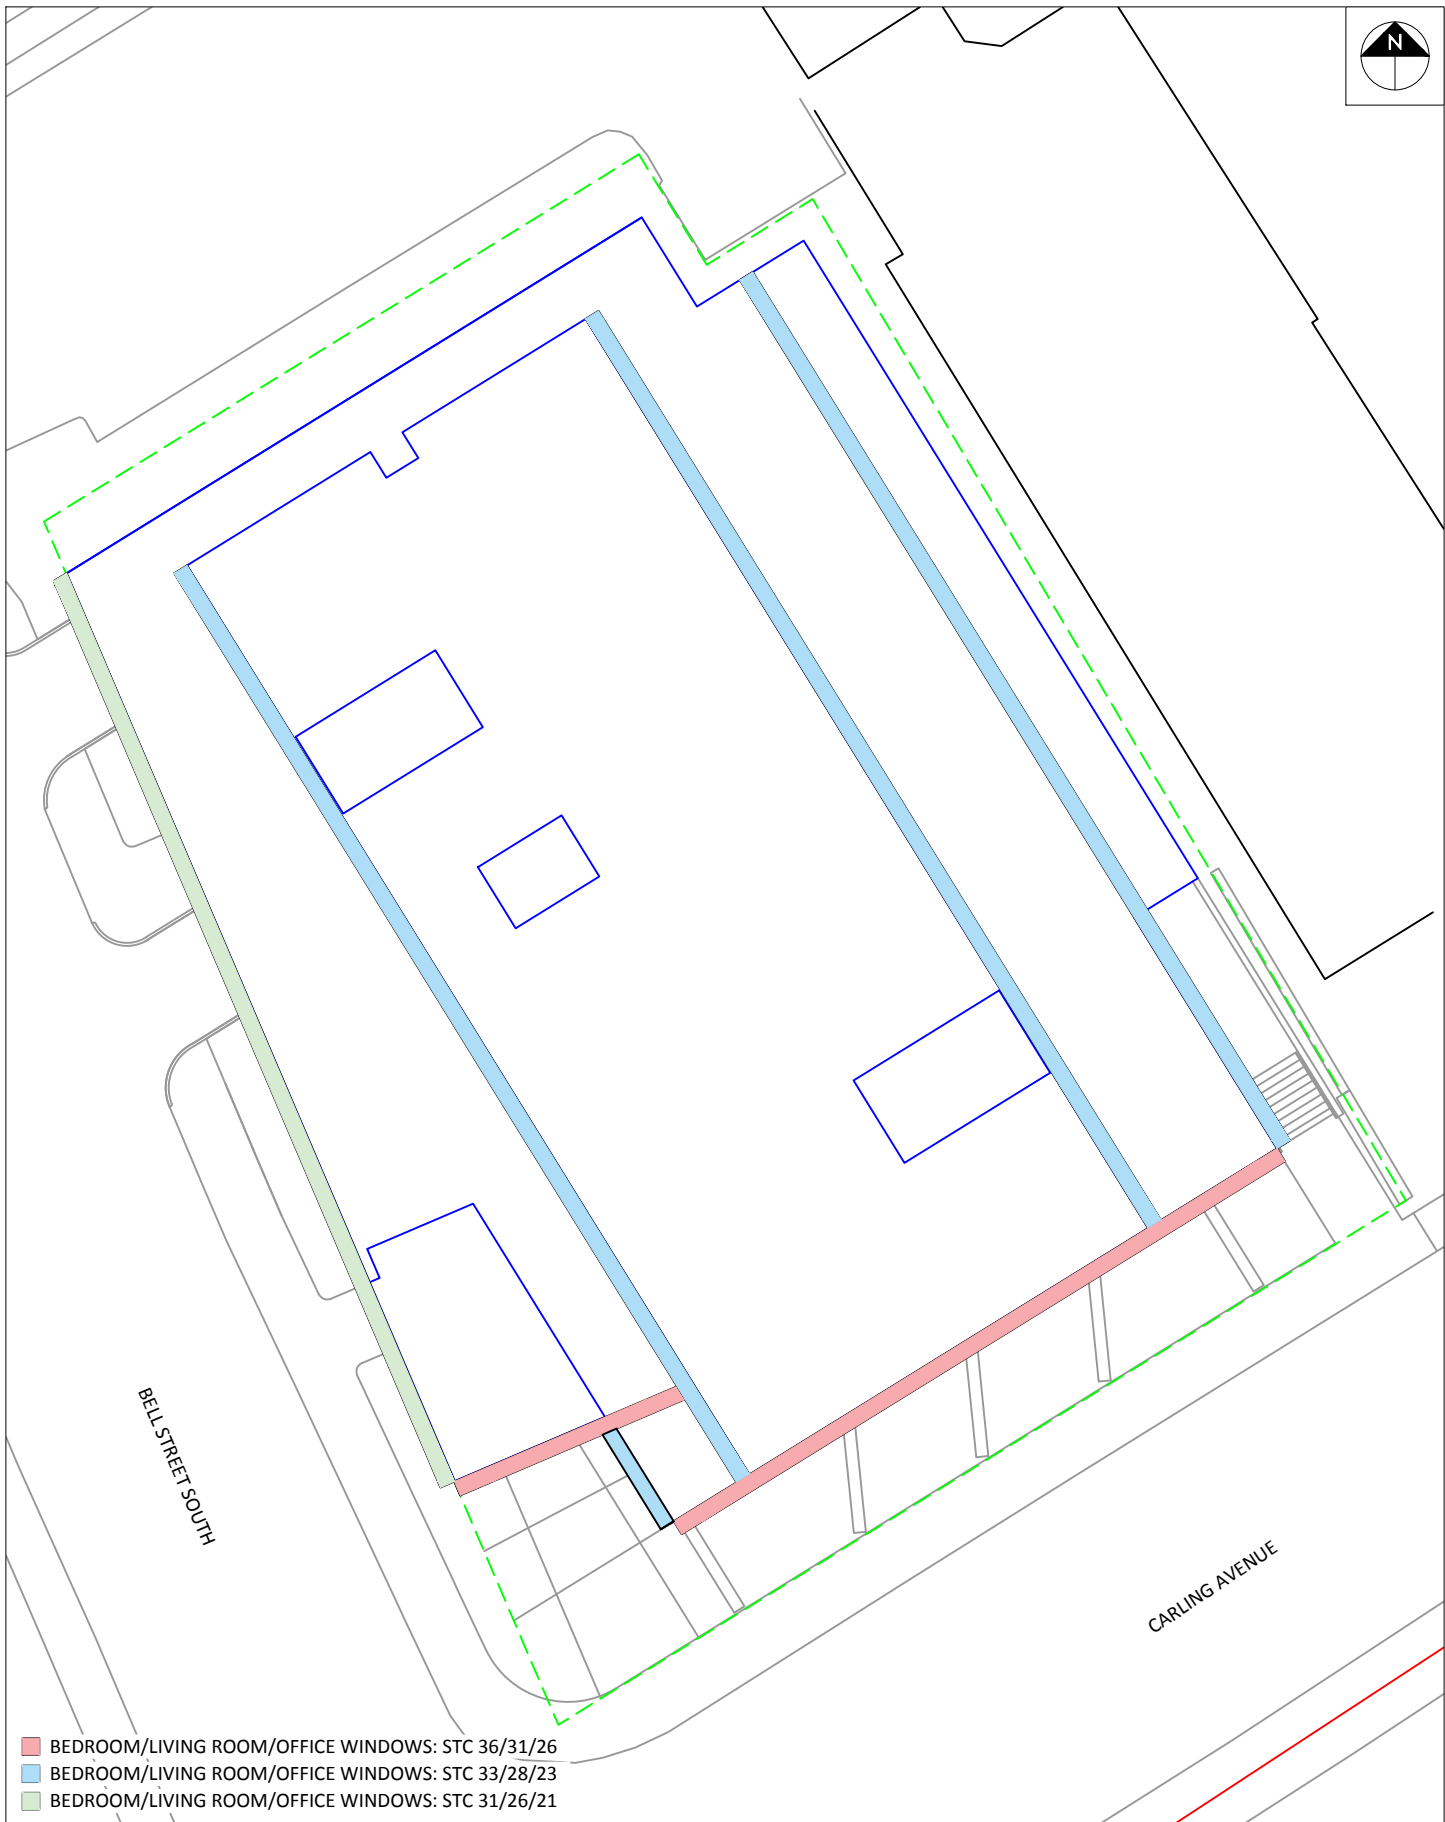 N
BELL STREET SOUTH
CARLING AVENUE
BEDROOM/LIVING ROOM/OFFICE WINDOWS: STC 36/31/26
BEDROOM/LIVING ROOM/OFFICE WINDOWS: STC 33/28/23
BEDROOM/LIVING ROOM/OFFICE WINDOWS: STC 31/26/21